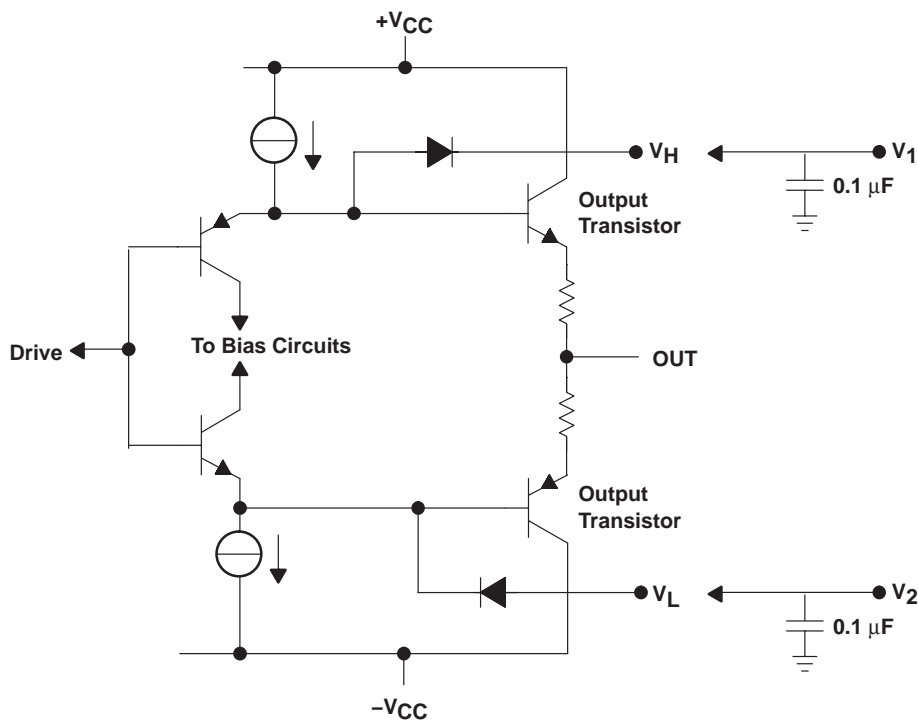 +VCC
VH
V1
0.1 μF
Output
Transistor
Drive
To Bias Circuits
OUT
Output
Transistor
VL
V2
0.1 μF
–VCC